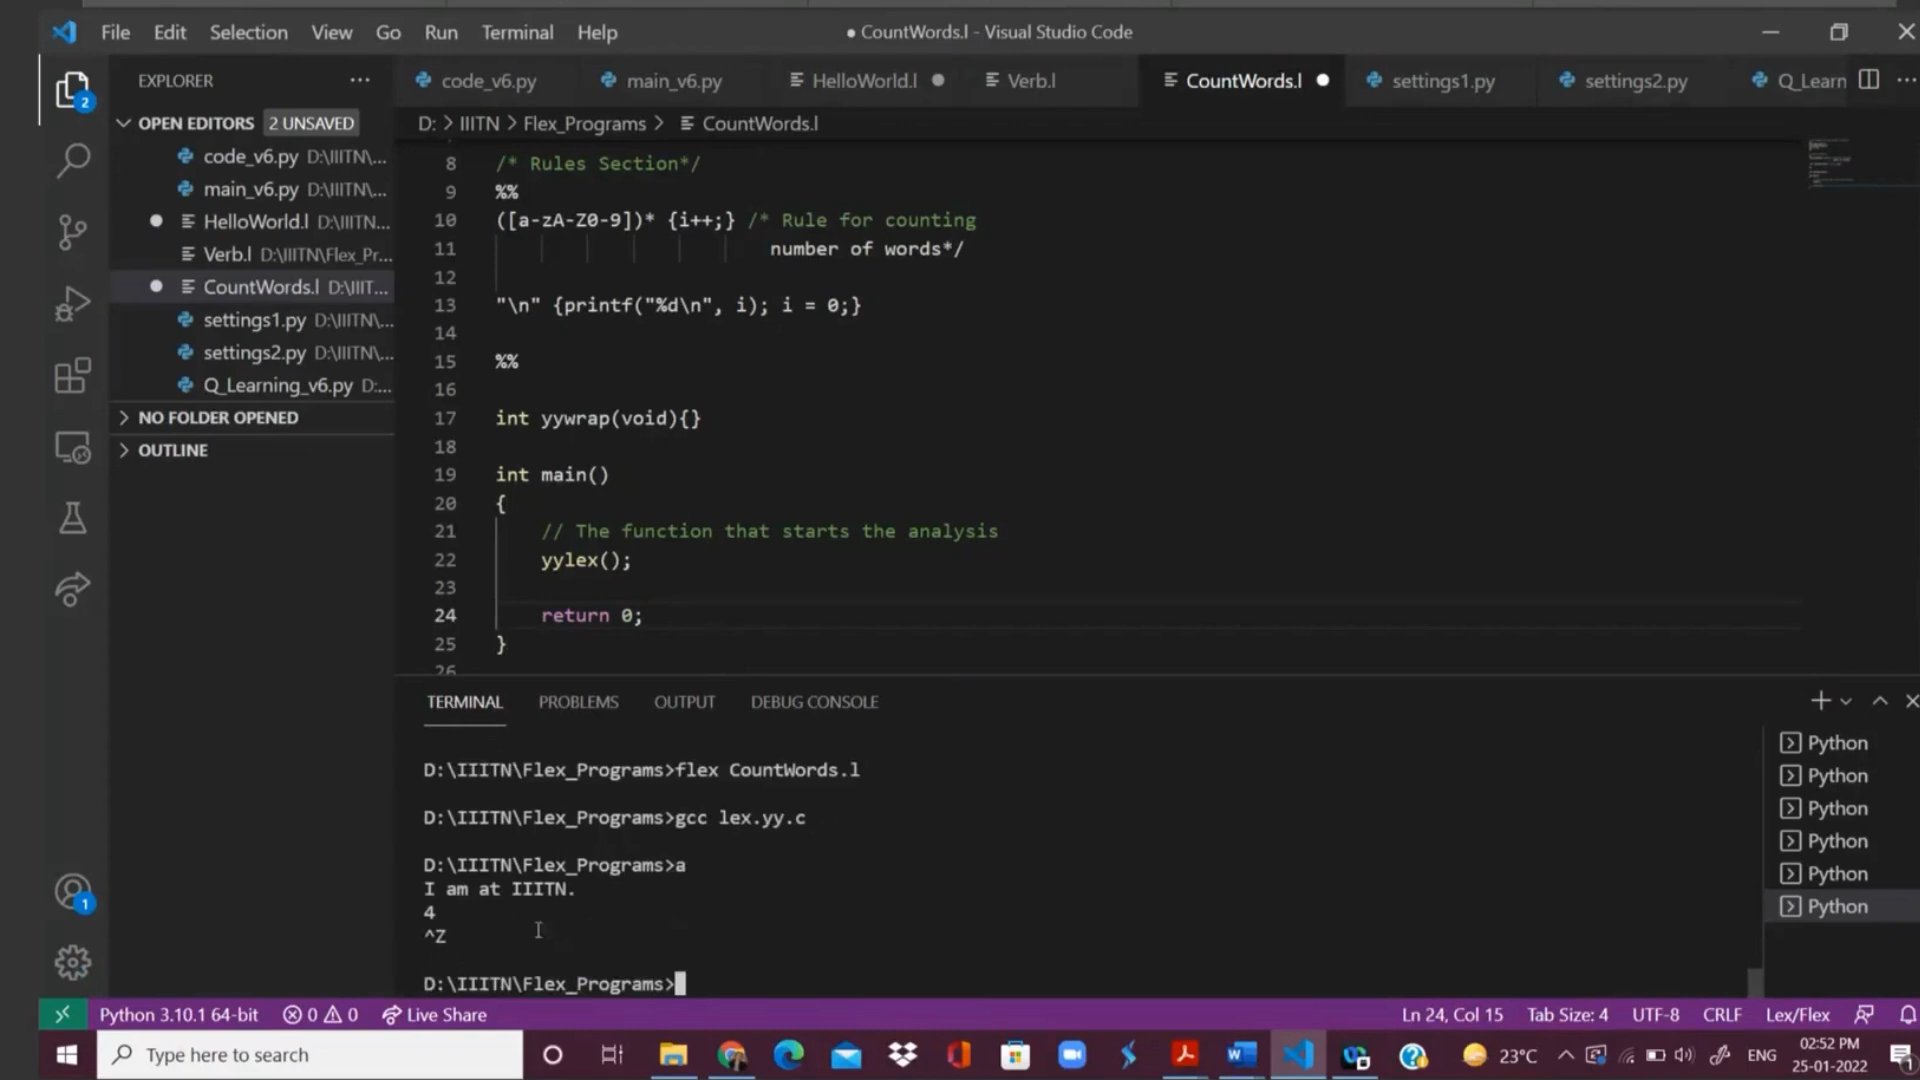 File Edit Selection View Go Run Terminal Help
● CountWords.l - Visual Studio Code
EXPLORER ···
code_v6.py main_v6.py HelloWorld.l ● Verb.l CountWords.l ● settings1.py settings2.py Q_Learn ···
2
OPEN EDITORS 2 UNSAVED
code_v6.py D:\IIITN\...
main_v6.py D:\IIITN\...
● HelloWorld.l D:\IIITN...
Verb.l D:\IIITN\Flex_Pr...
● CountWords.l D:\IIIT...
settings1.py D:\IIITN\...
settings2.py D:\IIITN\...
Q_Learning_v6.py D:...
NO FOLDER OPENED
OUTLINE
D: > IIITN > Flex_Programs > CountWords.l
8 /* Rules Section*/
9 %%
10 ([a-zA-Z0-9])* {i++;} /* Rule for counting
11 number of words*/
12
13 "\n" {printf("%d\n", i); i = 0;}
14
15 %%
16
17 int yywrap(void){}
18
19 int main()
20 {
21 // The function that starts the analysis
22 yylex();
23
24 return 0;
25 }
26
TERMINAL PROBLEMS OUTPUT DEBUG CONSOLE
D:\IIITN\Flex_Programs>flex CountWords.l
D:\IIITN\Flex_Programs>gcc lex.yy.c
D:\IIITN\Flex_Programs>a
I am at IIITN.
4
^Z
D:\IIITN\Flex_Programs>
Python
Python
Python
Python
Python
Python
1
Python 3.10.1 64-bit 0 0 Live Share
Ln 24, Col 15 Tab Size: 4 UTF-8 CRLF Lex/Flex
Type here to search
23°C ENG 02:52 PM
25-01-2022
1